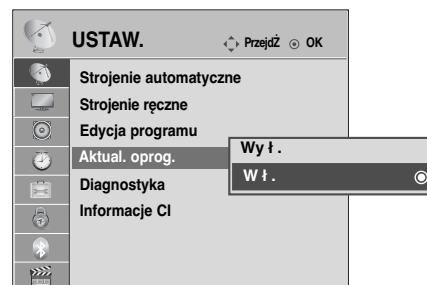 USTAW.
PrzejdŹ OK
Strojenie automatyczne
Strojenie ręczne
Edycja programu
Aktual. oprog.
Wy ł .
W ł .
Diagnostyka
Informacje CI